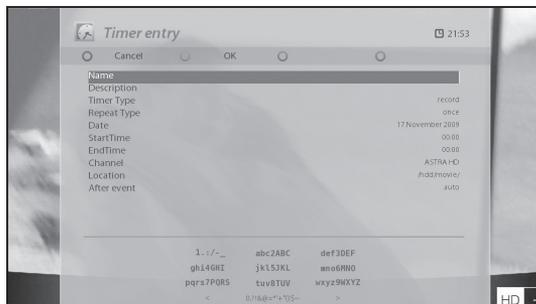 Timer entry 21:53
Cancel OK
Name
Description
Timer Type record
Repeat Type once
Date 17.November 2009
StartTime 00:00
EndTime 00:00
Channel ASTRA HD
Location /hdd/movie/
After event auto
1.:/-_ abc2ABC def3DEF
ghi4GHI jkl5JKL mno6MNO
pqrs7PQRS tuv8TUV wxyz9WXYZ
< >
HD